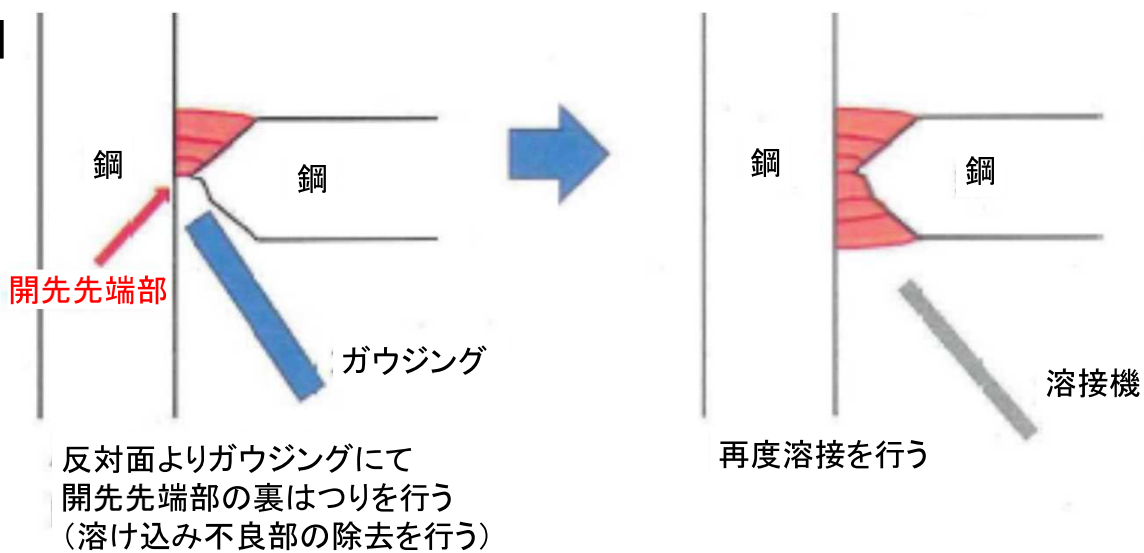 鋼
鋼
開先先端部
ガウジング
反対面よりガウジングにて
開先先端部の裏はつりを行う
（溶け込み不良部の除去を行う）
鋼
鋼
溶接機
再度溶接を行う